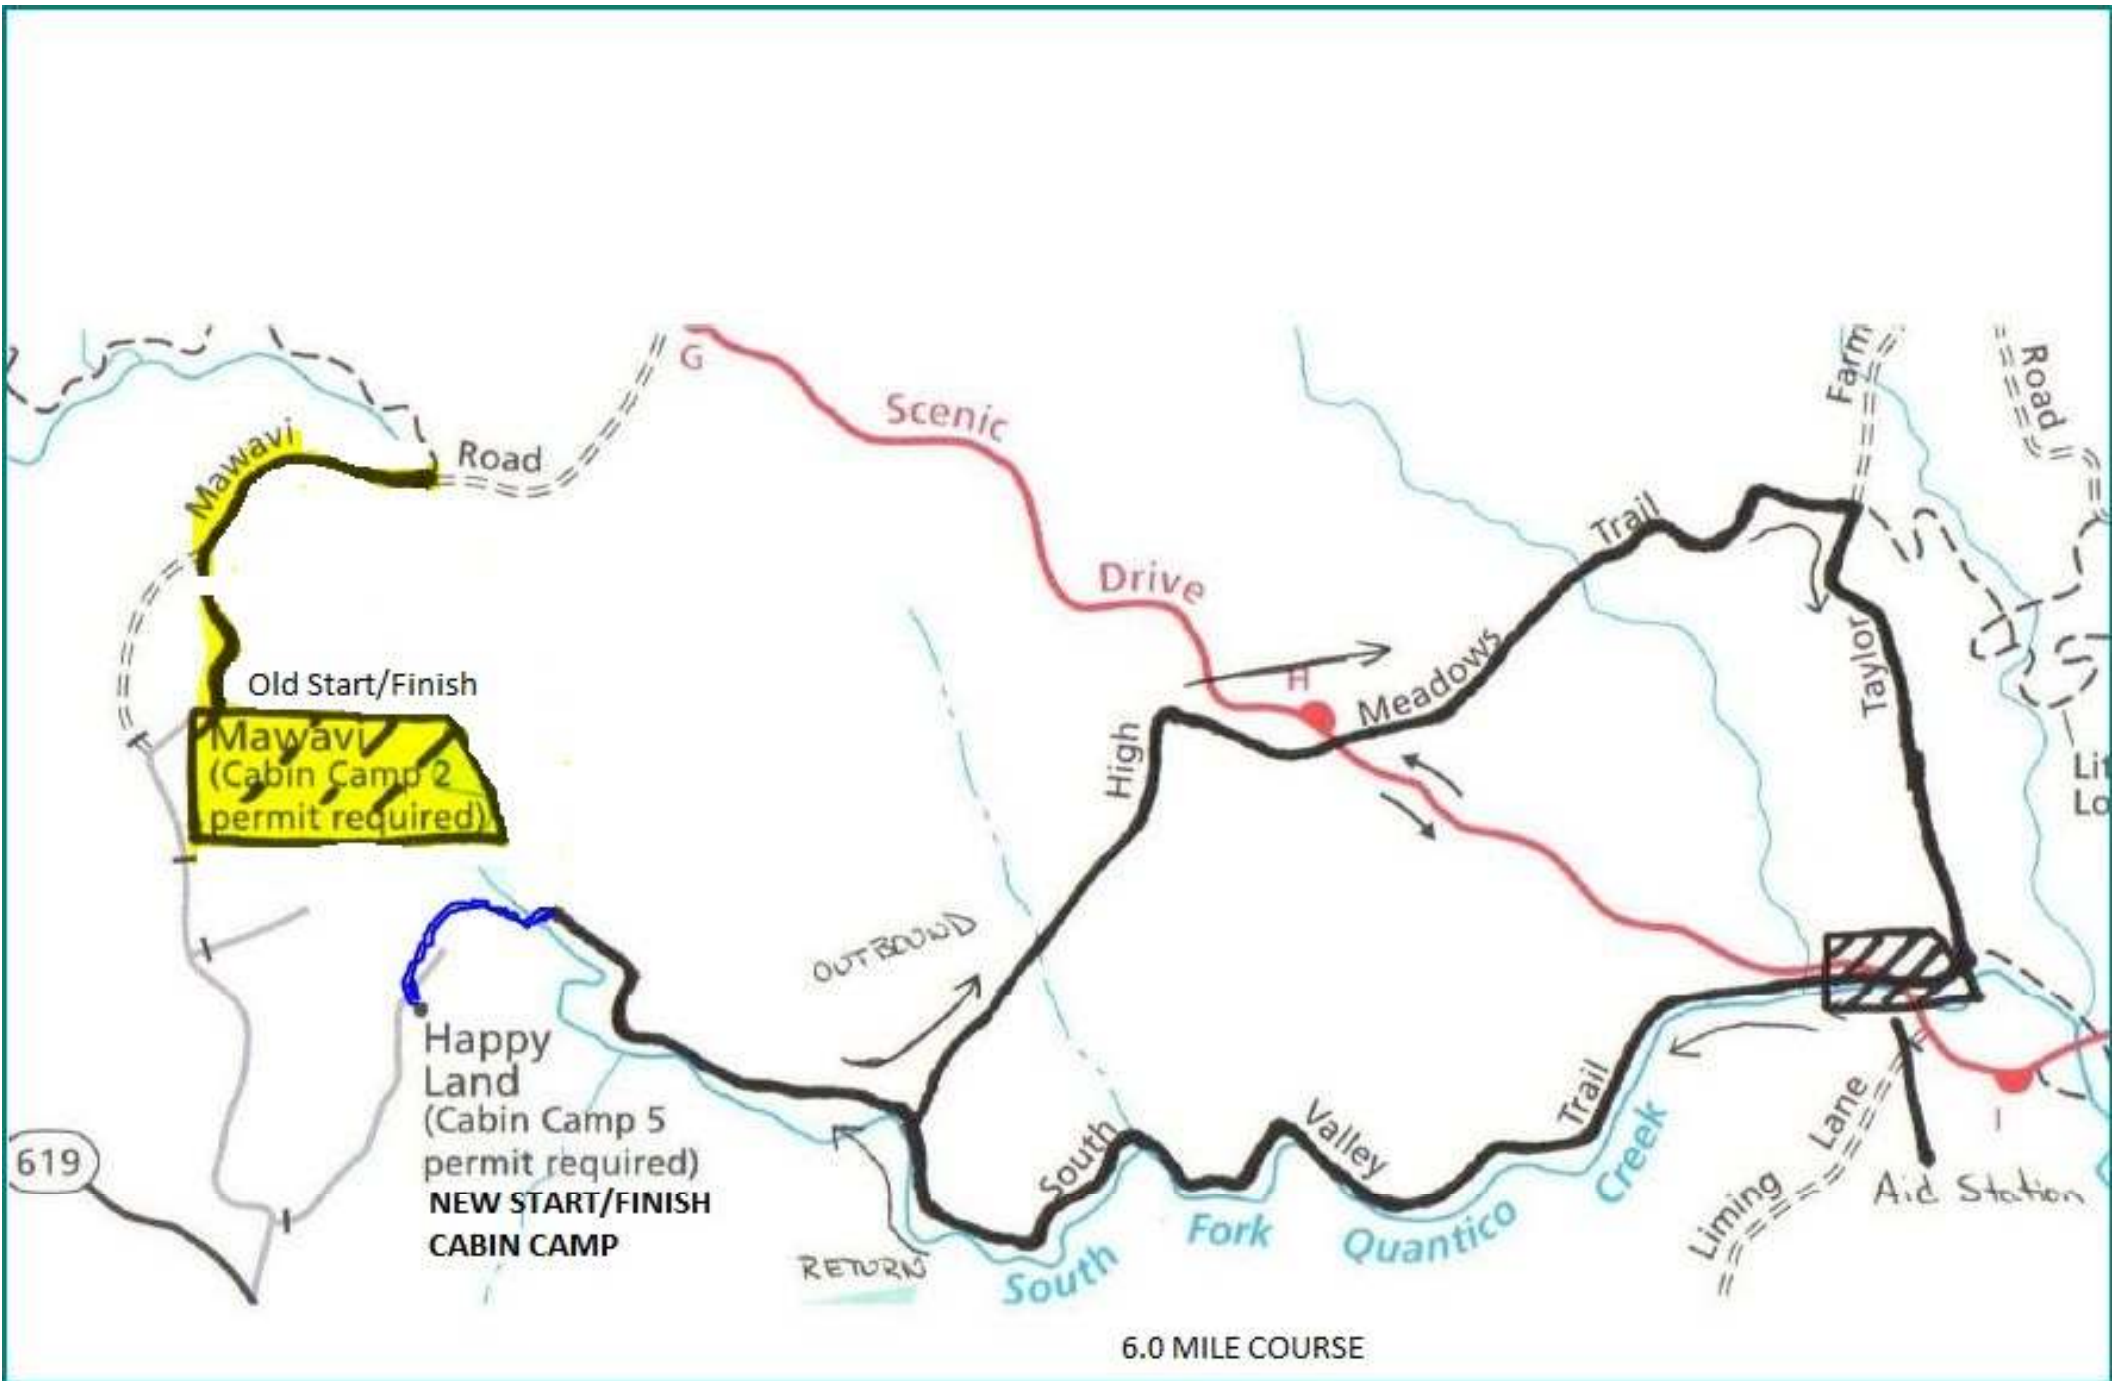 G
Scenic
Drive
H
Mawavi
Road
Farm
Road
Old Start/Finish
Mawavi
(Cabin Camp 2
permit required)
High
Meadows
Trail
Taylor
Lit
Lo
OUTBOUND
Happy
Land
(Cabin Camp 5
permit required)
NEW START/FINISH
CABIN CAMP
619
RETURN
South
Valley
Trail
South
Fork
Quantico
Creek
Liming
Lane
Aid Station
I
6.0 MILE COURSE